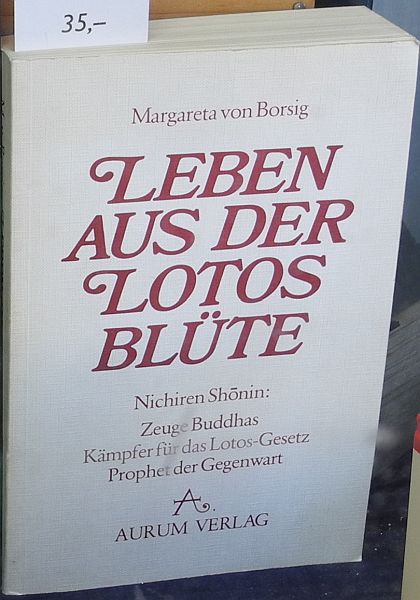 35,–
Margareta von Borsig
LEBEN
AUS DER
LOTOS
BLÜTE
Nichiren Shōnin:
Zeuge Buddhas
Kämpfer für das Lotos-Gesetz
Prophet der Gegenwart
A.
AURUM VERLAG